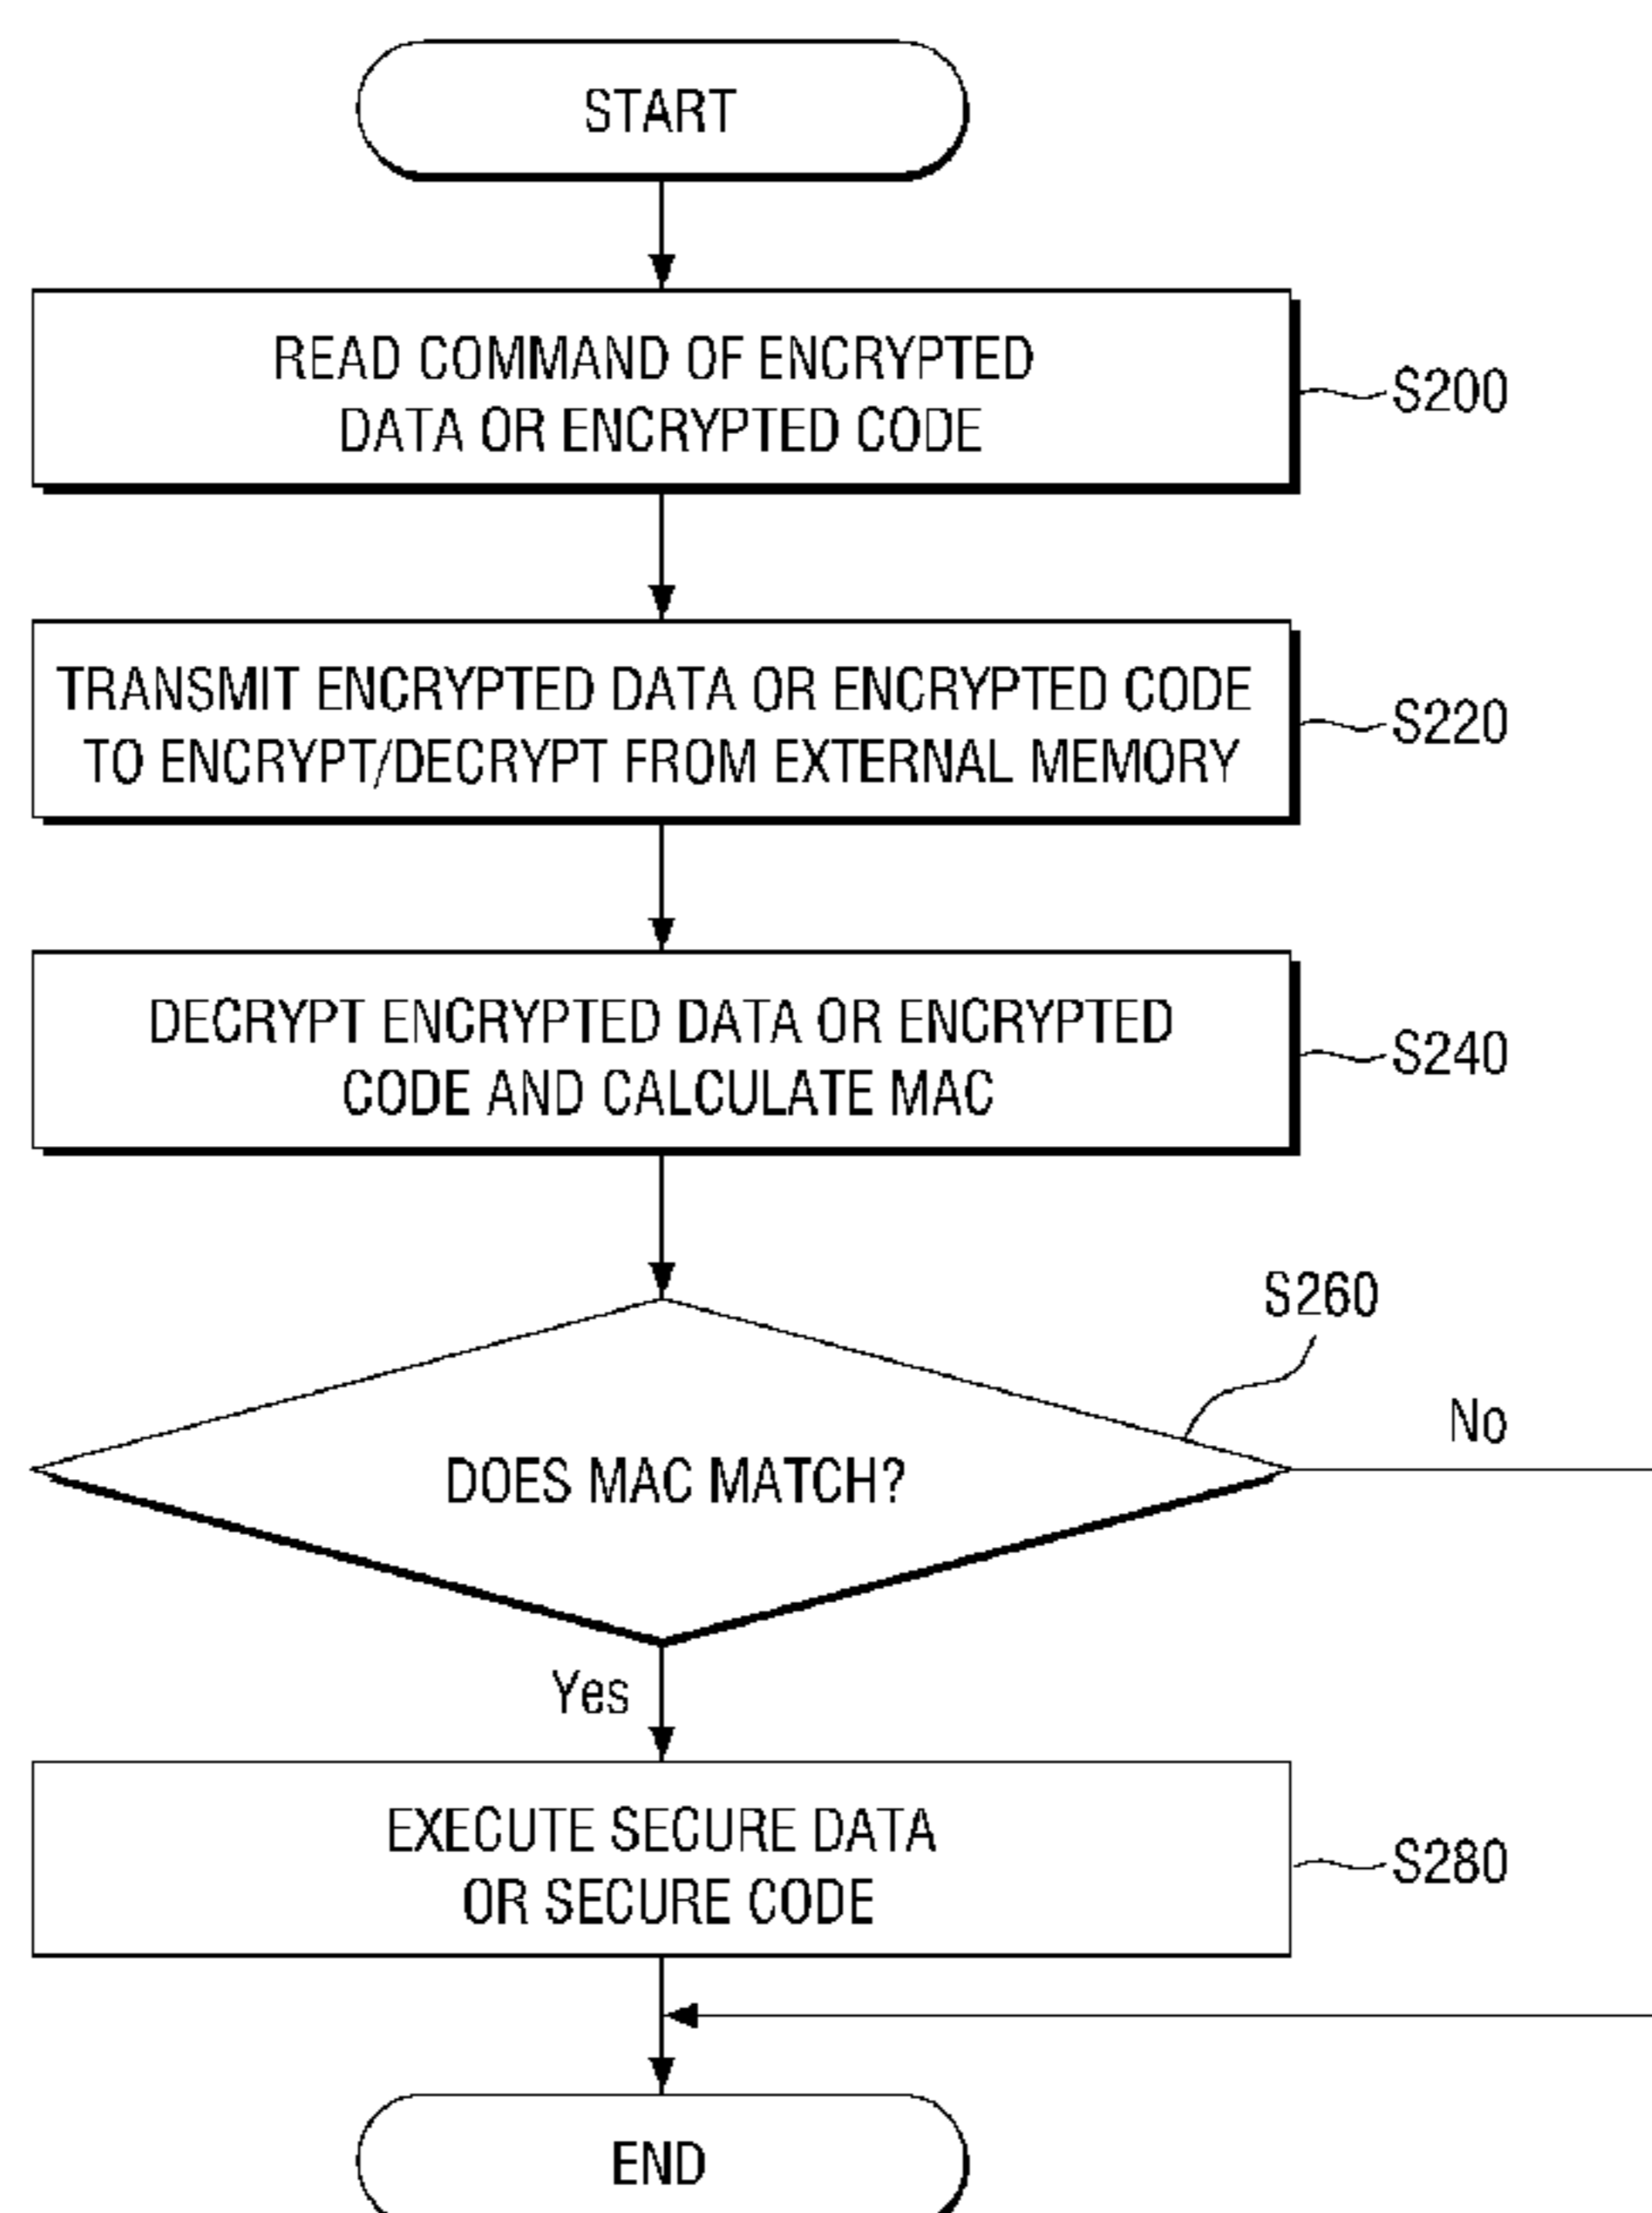 START
READ COMMAND OF ENCRYPTED
DATA OR ENCRYPTED CODE
S200
TRANSMIT ENCRYPTED DATA OR ENCRYPTED CODE
TO ENCRYPT/DECRYPT FROM EXTERNAL MEMORY
S220
DECRYPT ENCRYPTED DATA OR ENCRYPTED
CODE AND CALCULATE MAC
S240
S260
No
DOES MAC MATCH?
Yes
EXECUTE SECURE DATA
OR SECURE CODE
S280
END